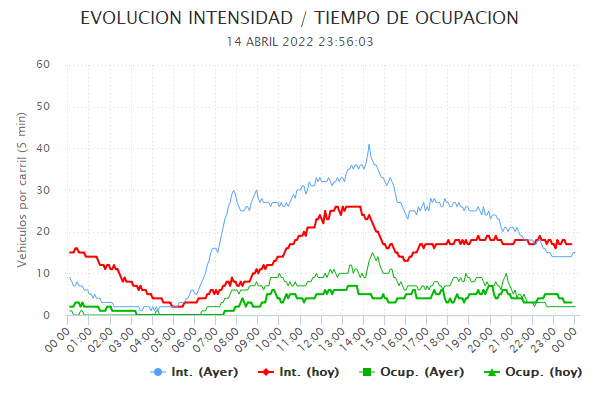 EVOLUCION INTENSIDAD / TIEMPO DE OCUPACION
14 ABRIL 2022 23:56:03
Vehiculos por carril (5 min)
60
50
40
30
20
10
0
00:00 01:00 02:00 03:00 04:00 05:00 06:00 07:00 08:00 09:00 10:00 11:00 12:00 13:00 14:00 15:00 16:00 17:00 18:00 19:00 20:00 21:00 22:00 23:00 00:00
Int. (Ayer) Int. (hoy) Ocup. (Ayer) Ocup. (hoy)